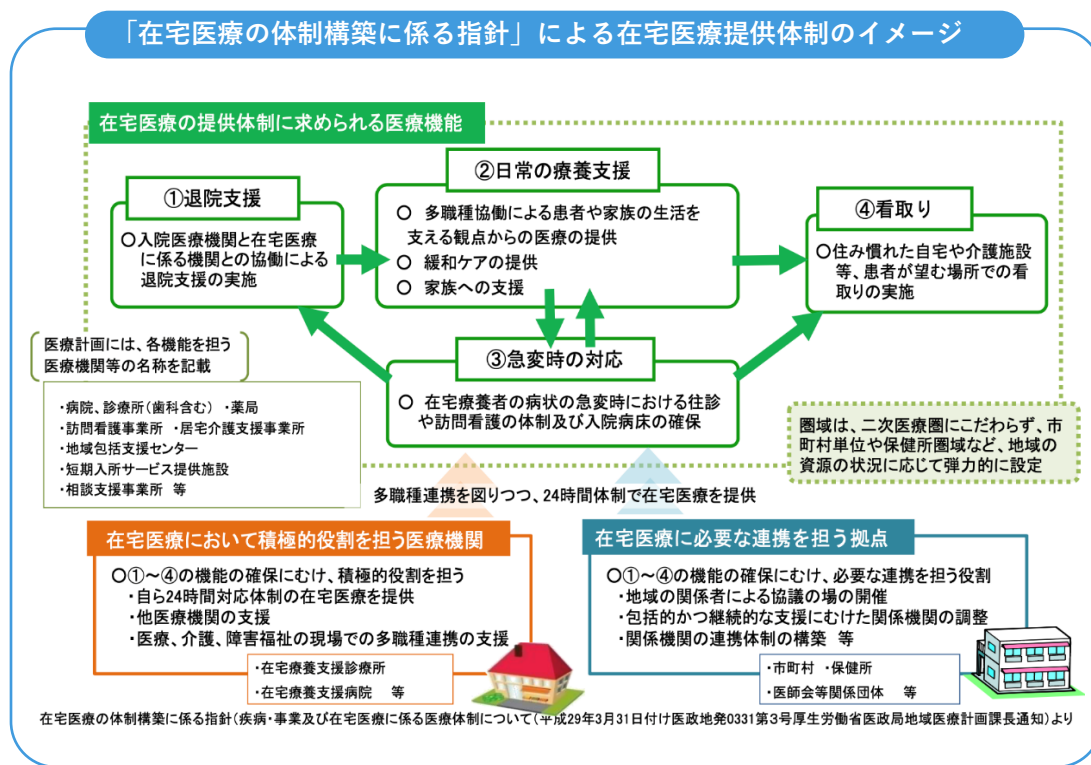 「在宅医療の体制構築に係る指針」による在宅医療提供体制のイメージ
在宅医療の提供体制に求められる医療機能
①退院支援
○入院医療機関と在宅医療
に係る機関との協働による
退院支援の実施
②日常の療養支援
○ 多職種協働による患者や家族の生活を
支える観点からの医療の提供
○ 緩和ケアの提供
○ 家族への支援
④看取り
○住み慣れた自宅や介護施設
等、患者が望む場所での看
取りの実施
③急変時の対応
○ 在宅療養者の病状の急変時における往診
や訪問看護の体制及び入院病床の確保
医療計画には、各機能を担う
医療機関等の名称を記載
・病院、診療所(歯科含む) ・薬局
・訪問看護事業所 ・居宅介護支援事業所
・地域包括支援センター
・短期入所サービス提供施設
・相談支援事業所 等
圏域は、二次医療圏にこだわらず、市
町村単位や保健所圏域など、地域の
資源の状況に応じて弾力的に設定
多職種連携を図りつつ、24時間体制で在宅医療を提供
在宅医療において積極的役割を担う医療機関
○①~④の機能の確保にむけ、積極的役割を担う
・自ら24時間対応体制の在宅医療を提供
・他医療機関の支援
・医療、介護、障害福祉の現場での多職種連携の支援
・在宅療養支援診療所
・在宅療養支援病院 等
在宅医療に必要な連携を担う拠点
○①~④の機能の確保にむけ、必要な連携を担う役割
・地域の関係者による協議の場の開催
・包括的かつ継続的な支援にむけた関係機関の調整
・関係機関の連携体制の構築 等
・市町村 ・保健所
・医師会等関係団体 等
在宅医療の体制構築に係る指針(疾病・事業及び在宅医療に係る医療体制について(平成29年3月31日付け医政地発0331第3号厚生労働省医政局地域医療計画課長通知)より